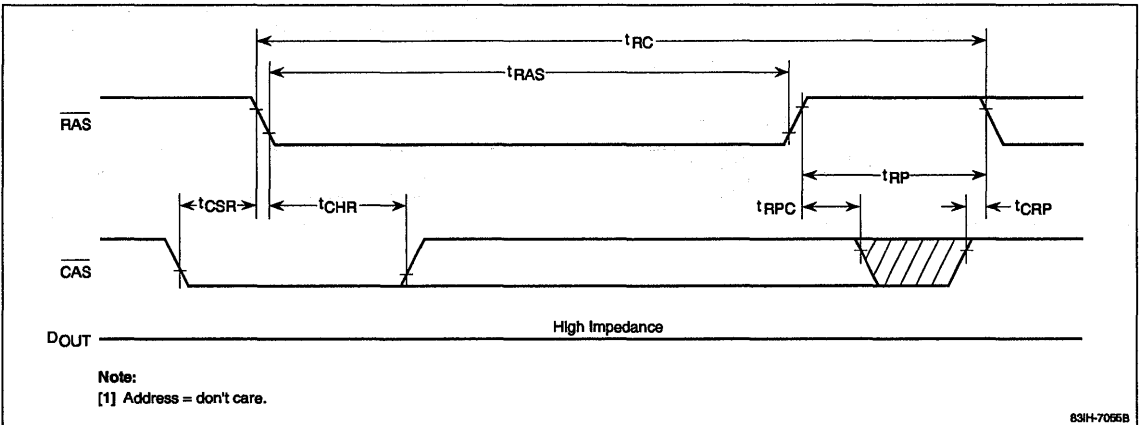 tRC
tRAS
RAS
tRP
tCSR
tCHR
tRPC
tCRP
CAS
High Impedance
DOUT
Note:
[1] Address = don't care.
83IH-7055B